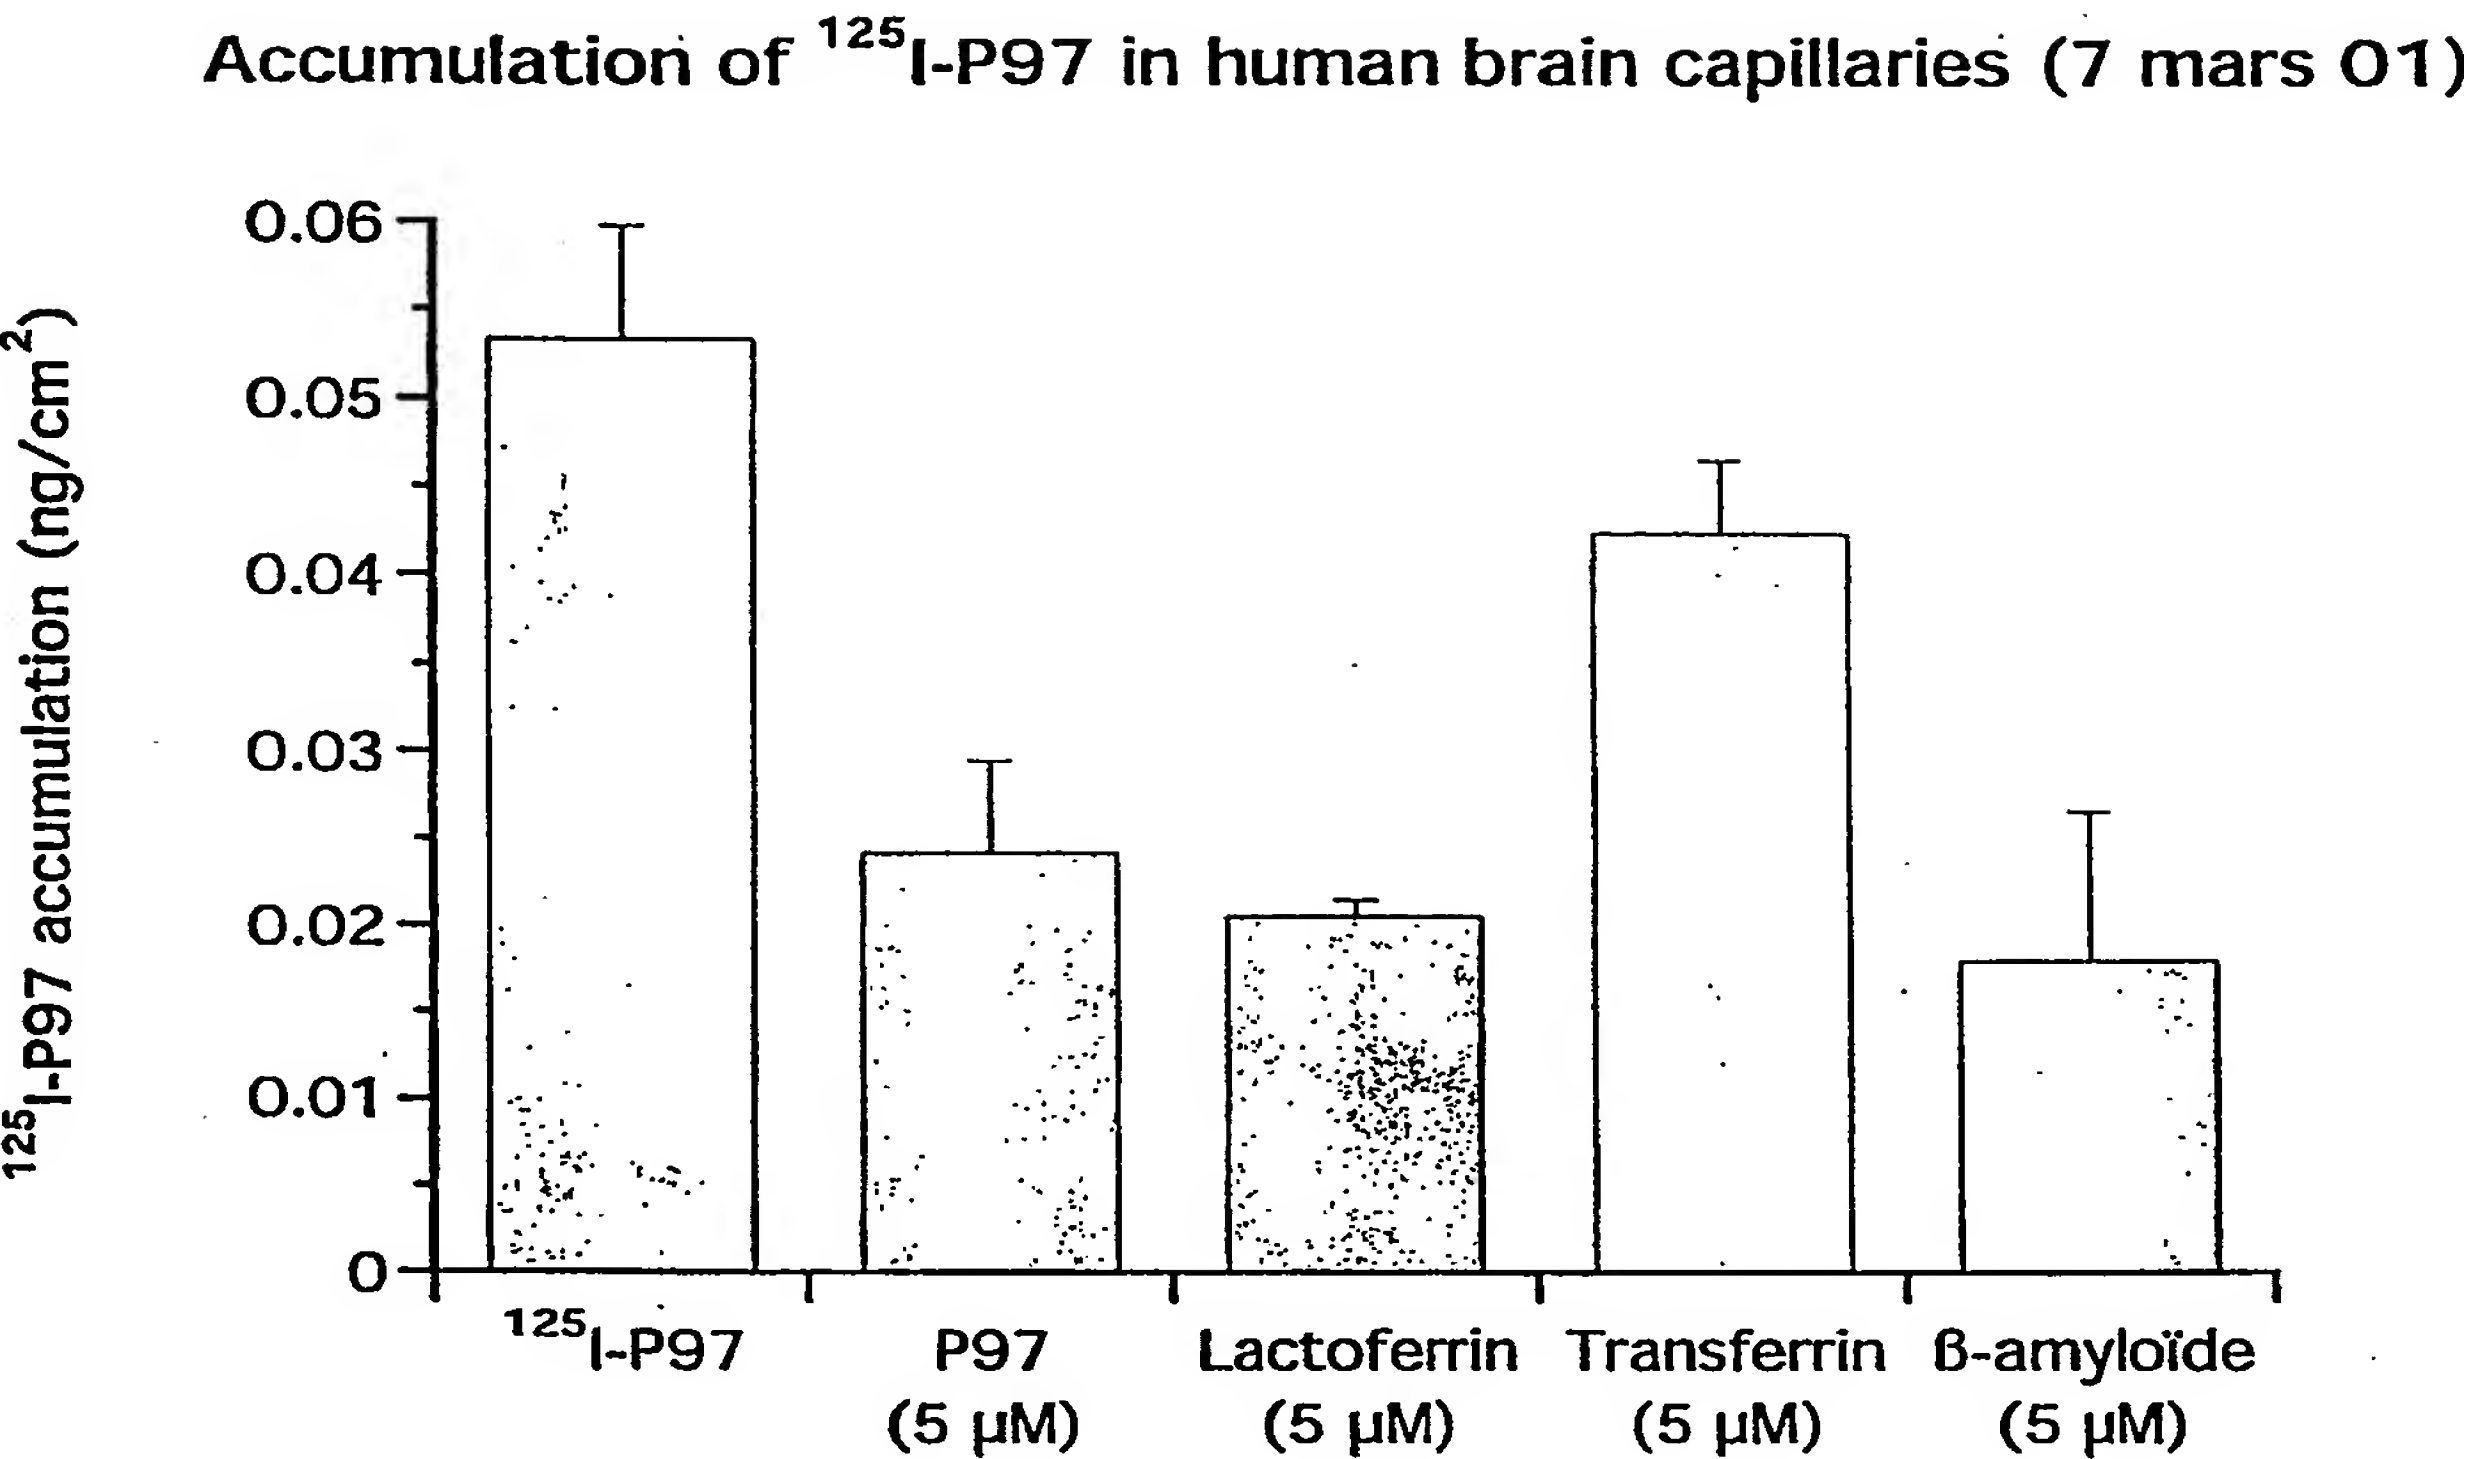 Accumulation of ¹²⁵I-P97 in human brain capillaries (7 mars 01)
¹²⁵I-P97 accumulation (ng/cm²)
0.06
0.05
0.04
0.03
0.02
0.01
0
¹²⁵I-P97 P97 Lactoferrin Transferrin ß-amyloïde
(5 µM) (5 µM) (5 µM) (5 µM)